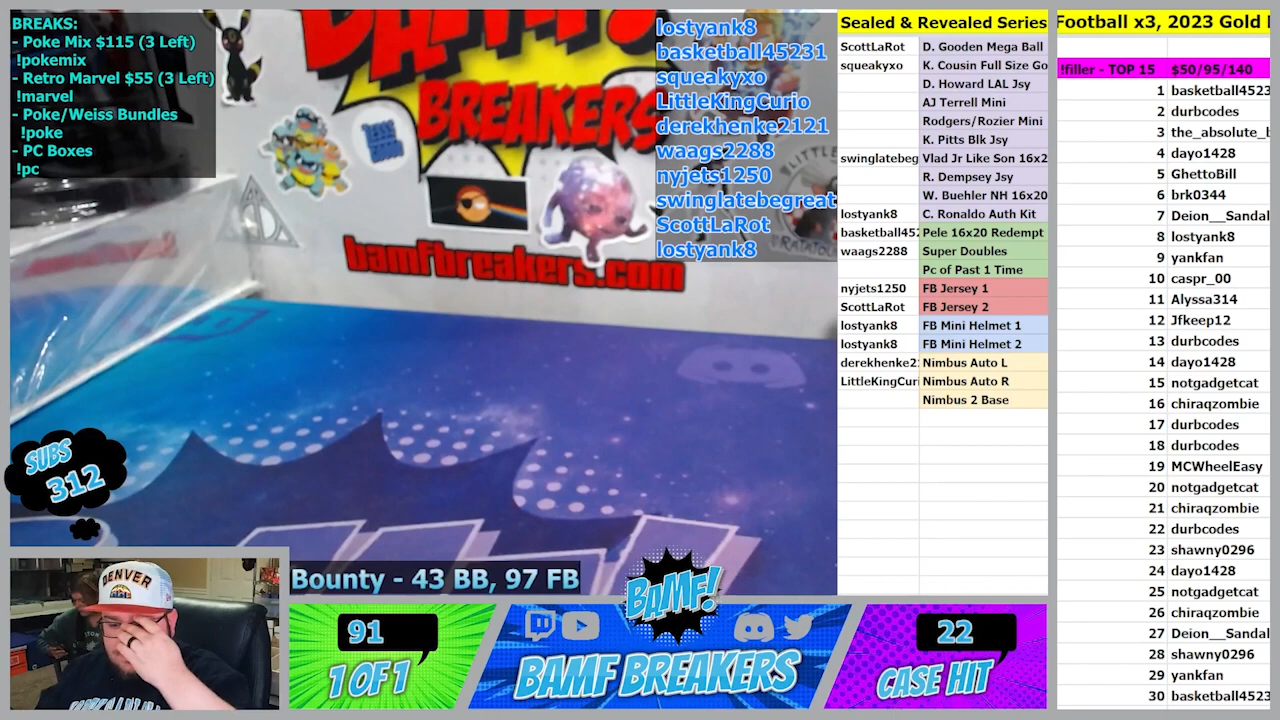 BREAKS:
- Poke Mix $115 (3 Left)
!pokemix
- Retro Marvel $55 (3 Left)
!marvel
- Poke/Weiss Bundles
!poke
- PC Boxes
!pc
BREAKERS
bamfbreakers.com
lostyank8
basketball45231
squeakyxo
LittleKingCurio
derekhenke2121
waags2288
nyjets1250
swinglatebegreat
ScottLaRot
lostyank8
Sealed & Revealed Series
ScottLaRot D. Gooden Mega Ball
squeakyxo K. Cousin Full Size Go
D. Howard LAL Jsy
AJ Terrell Mini
Rodgers/Rozier Mini
K. Pitts Blk Jsy
swinglatebeg Vlad Jr Like Son 16x2
R. Dempsey Jsy
W. Buehler NH 16x20
lostyank8 C. Ronaldo Auth Kit
basketball452 Pele 16x20 Redempt
waags2288 Super Doubles
Pc of Past 1 Time
nyjets1250 FB Jersey 1
ScottLaRot FB Jersey 2
lostyank8 FB Mini Helmet 1
lostyank8 FB Mini Helmet 2
derekhenke2 Nimbus Auto L
LittleKingCuri Nimbus Auto R
Nimbus 2 Base
Football x3, 2023 Gold
!filler - TOP 15 $50/95/140
1 basketball4523
2 durbcodes
3 the_absolute_b
4 dayo1428
5 GhettoBill
6 brk0344
7 Deion__Sandal
8 lostyank8
9 yankfan
10 caspr_00
11 Alyssa314
12 Jfkeep12
13 durbcodes
14 dayo1428
15 notgadgetcat
16 chiraqzombie
17 durbcodes
18 durbcodes
19 MCWheelEasy
20 notgadgetcat
21 chiraqzombie
22 durbcodes
23 shawny0296
24 dayo1428
25 notgadgetcat
26 chiraqzombie
27 Deion__Sandal
28 shawny0296
29 yankfan
30 basketball4523
SUBS
312
DENVER
Bounty - 43 BB, 97 FB
BAMF!
91
1 OF 1
BAMF BREAKERS
22
CASE HIT